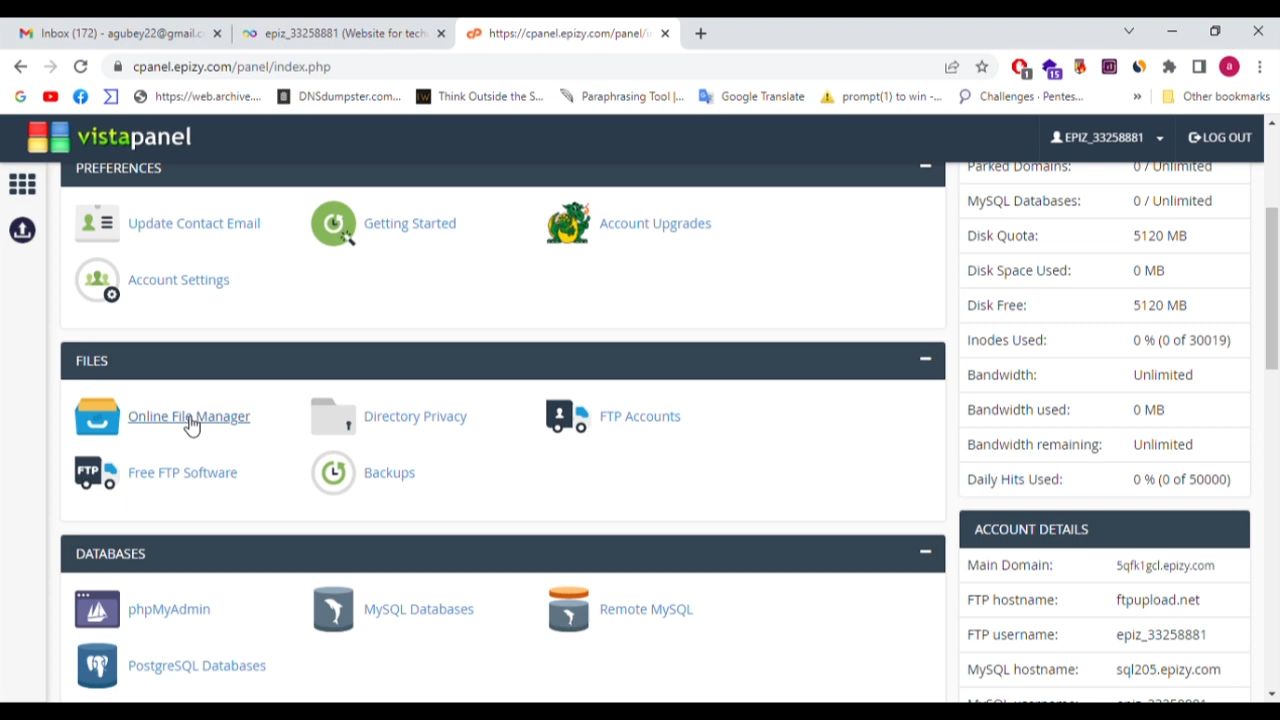 Inbox (172) - agubey22@gmail.c
epiz_33258881 (Website for tech
https://cpanel.epizy.com/panel/i
cpanel.epizy.com/panel/index.php
1
15
a
https://web.archive....
DNSdumpster.com...
Think Outside the S...
Paraphrasing Tool |...
Google Translate
prompt(1) to win -...
Challenges · Pentes...
»
Other bookmarks
vistapanel
EPIZ_33258881
LOG OUT
PREFERENCES
Update Contact Email
Getting Started
Account Upgrades
Account Settings
FILES
Online File Manager
Directory Privacy
FTP Accounts
FTP
Free FTP Software
Backups
DATABASES
phpMyAdmin
MySQL Databases
Remote MySQL
PostgreSQL Databases
Parked Domains: 0 / Unlimited
MySQL Databases: 0 / Unlimited
Disk Quota: 5120 MB
Disk Space Used: 0 MB
Disk Free: 5120 MB
Inodes Used: 0 % (0 of 30019)
Bandwidth: Unlimited
Bandwidth used: 0 MB
Bandwidth remaining: Unlimited
Daily Hits Used: 0 % (0 of 50000)
ACCOUNT DETAILS
Main Domain: 5qfk1gcl.epizy.com
FTP hostname: ftpupload.net
FTP username: epiz_33258881
MySQL hostname: sql205.epizy.com
MySQL username: epiz_33258881